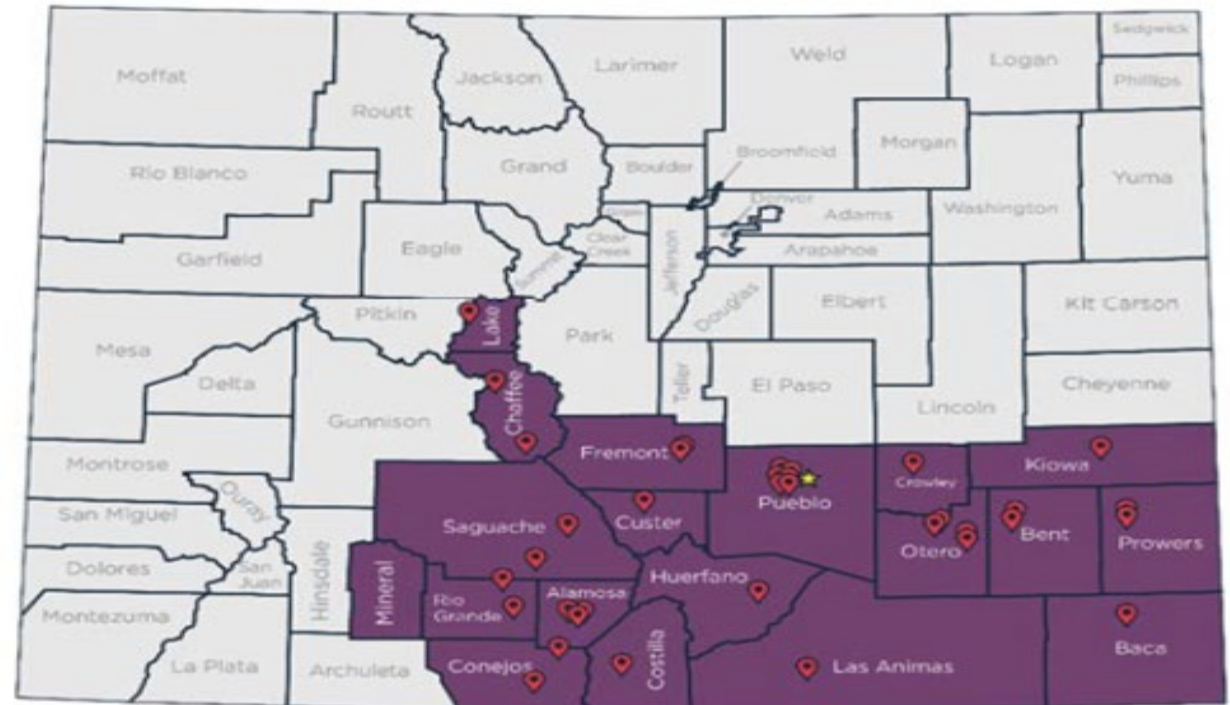 Sedgwick
Moffat
Jackson
Larimer
Weld
Logan
Phillips
Routt
Rio Blanco
Grand
Boulder
Broomfield
Morgan
Yuma
Denver
Washington
Adams
Garfield
Eagle
Summit
Clear
Creek
Jefferson
Arapahoe
Pitkin
Lake
Park
Douglas
Elbert
Kit Carson
Mesa
Delta
Gunnison
Chaffee
Teller
El Paso
Lincoln
Cheyenne
Montrose
Fremont
Pueblo
Crowley
Kiowa
Ouray
San Miguel
Saguache
Custer
Otero
Bent
Prowers
Dolores
San
Juan
Hinsdale
Mineral
Rio
Grande
Alamosa
Huerfano
Montezuma
La Plata
Archuleta
Conejos
Costilla
Las Animas
Baca